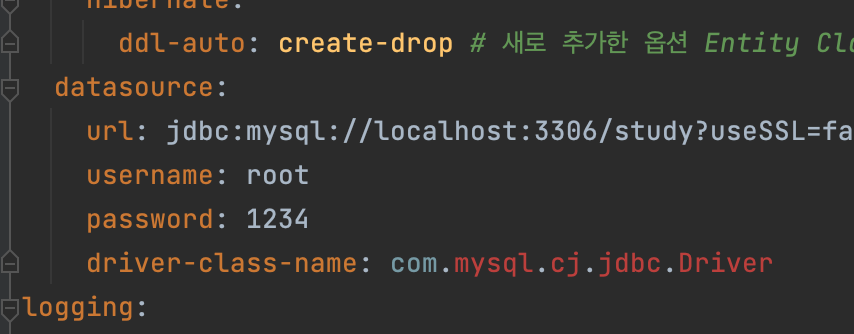 hibernate:
ddl-auto: create-drop # 새로 추가한 옵션 Entity Cla
datasource:
url: jdbc:mysql://localhost:3306/study?useSSL=fa
username: root
password: 1234
driver-class-name: com.mysql.cj.jdbc.Driver
logging: